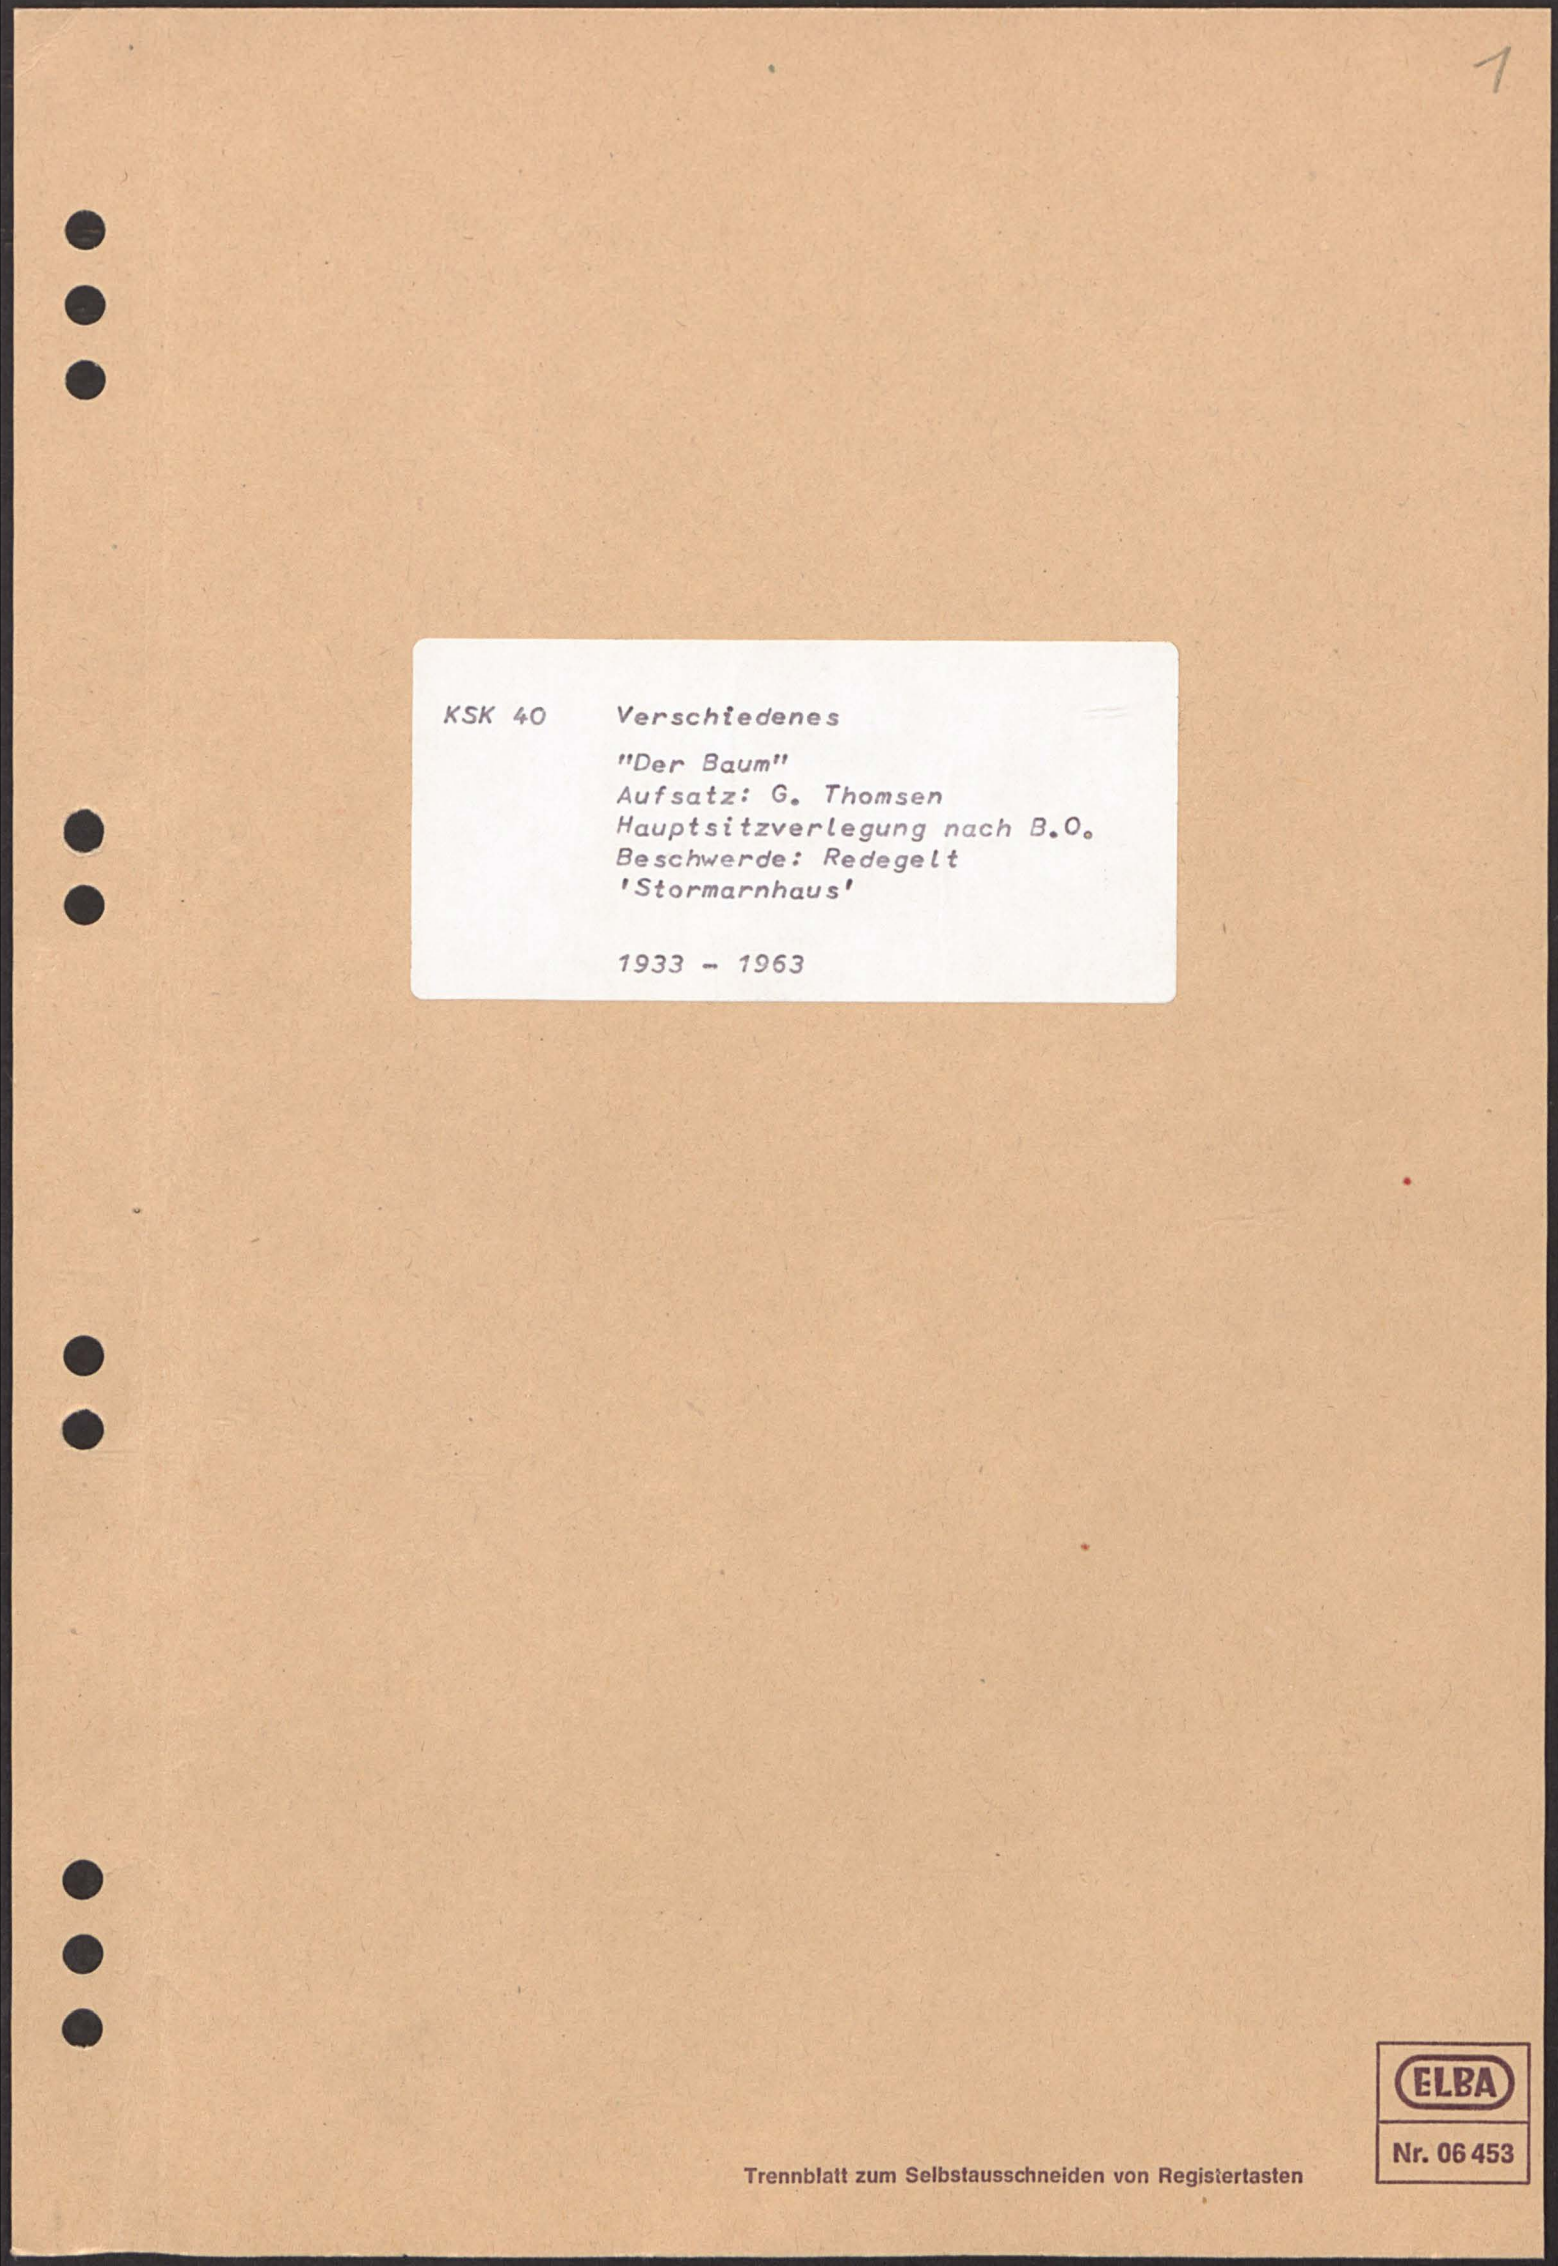 1
KSK 40 Verschiedenes
"Der Baum"
Aufsatz: G. Thomsen
Hauptsitzverlegung nach B.O.
Beschwerde: Redegelt
'Stormarnhaus'
1933 - 1963
ELBA
Nr. 06 453
Trennblatt zum Selbstausschneiden von Registertasten